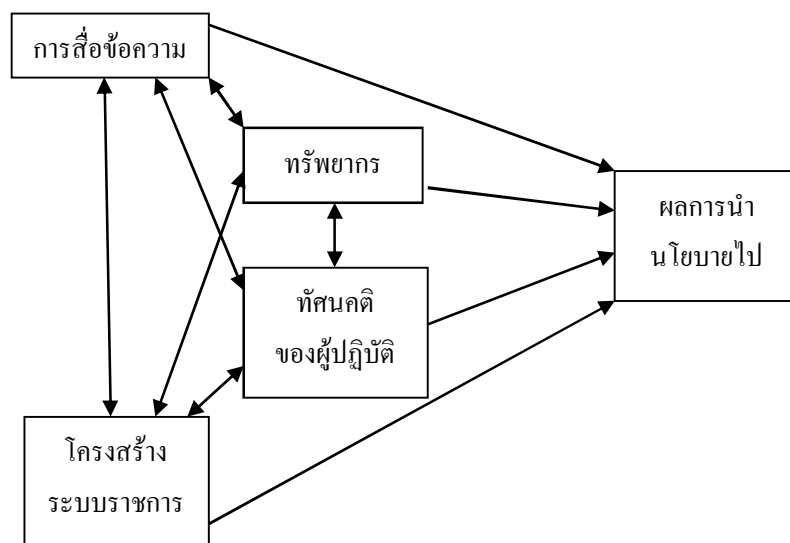 การสื่อข้อความ
ทรัพยากร
ผลการนำ
นโยบายไป
ทัศนคติ
ของผู้ปฏิบัติ
โครงสร้าง
ระบบราชการ